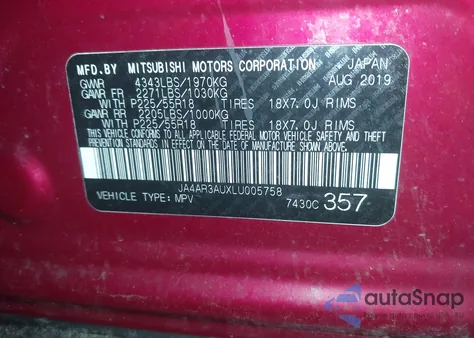 MFD.BY MITSUBISHI MOTORS CORPORATION JAPAN
GVWR 4343LBS/1970KG AUG 2019
GAWR FR 2271LBS/1030KG
WITH P225/55R18 TIRES 18X7.0J RIMS
GAWR RR 2205LBS/1000KG
WITH P225/55R18 TIRES 18X7.0J RIMS
THIS VEHICLE CONFORMS TO ALL APPLICABLE FEDERAL MOTOR VEHICLE SAFETY, BUMPER, AND THEFT
PREVENTION STANDARDS IN EFFECT ON THE DATE OF MANUFACTURE SHOWN ABOVE.
JA4AR3AUXLU005758
VEHICLE TYPE: MPV 7430C 357
autoSnap